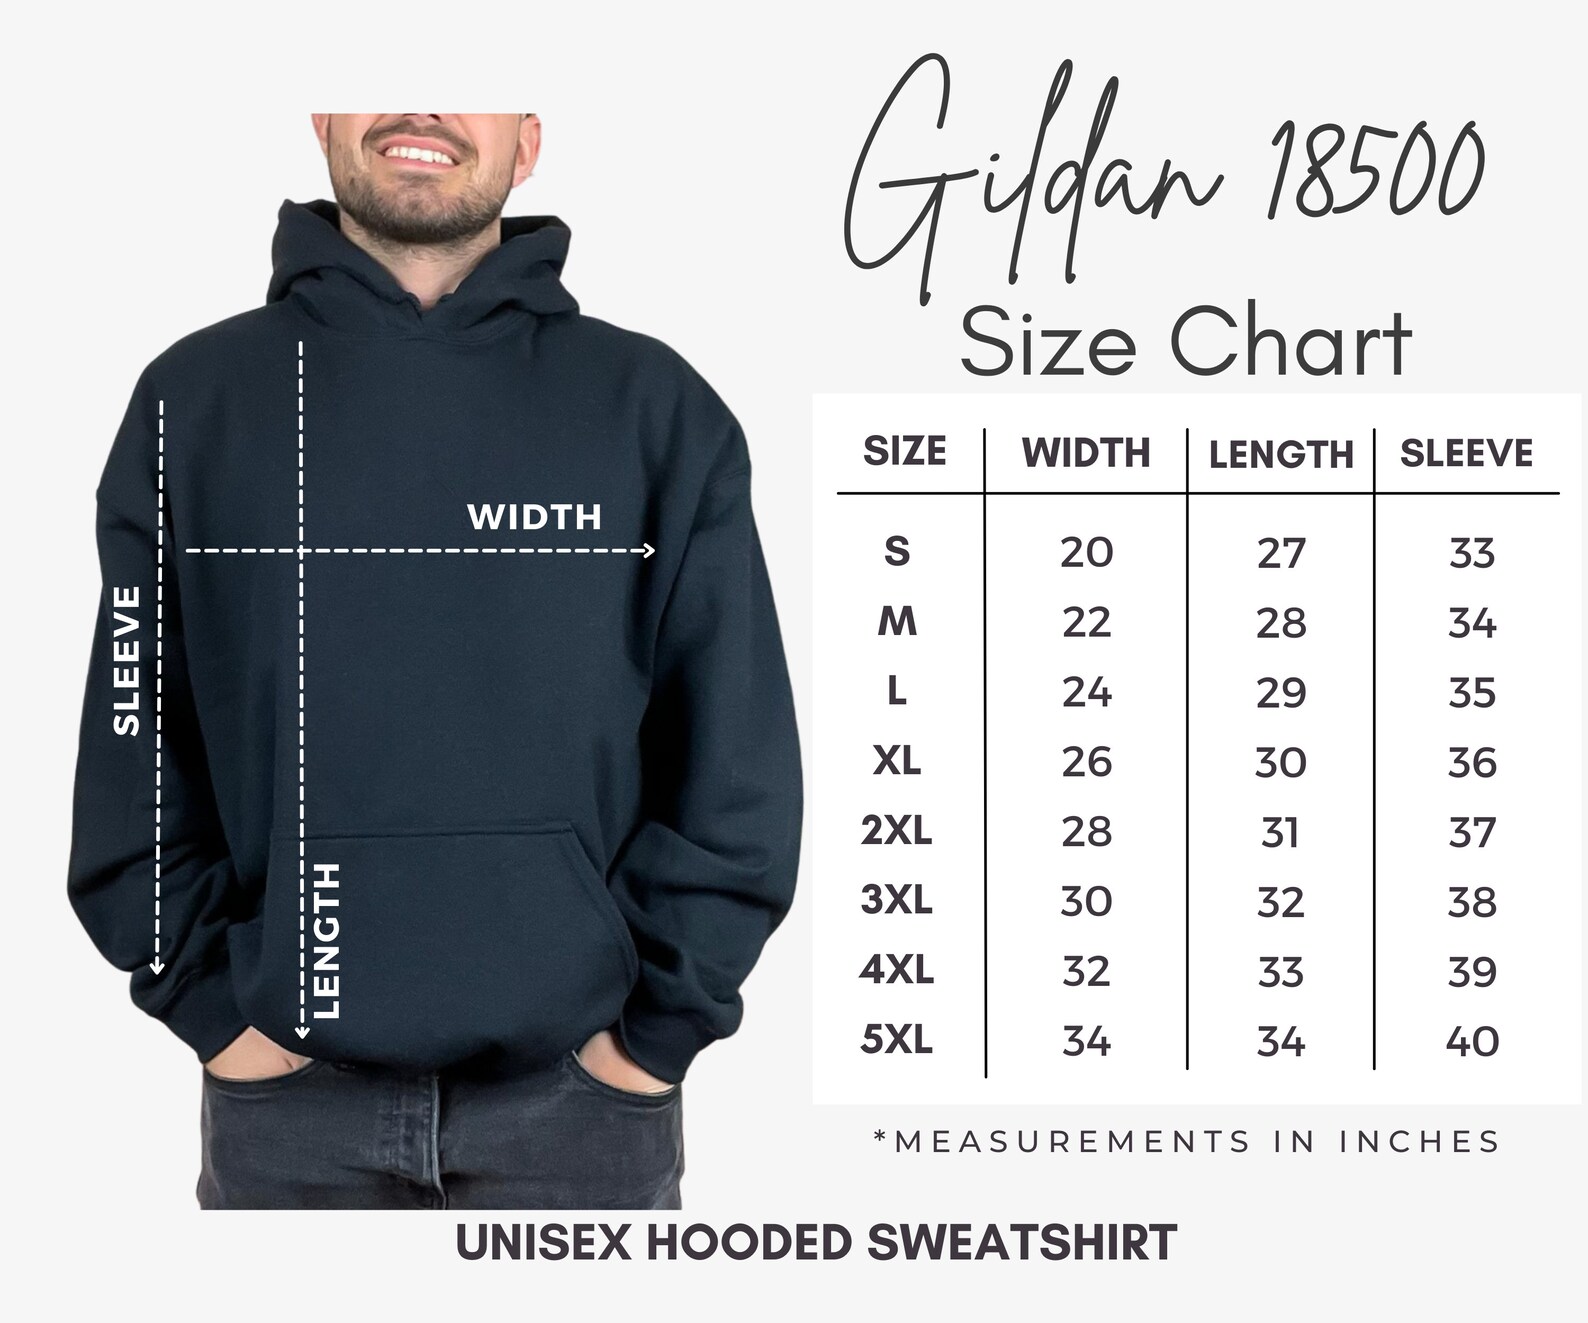 Gildan 18500
Size Chart
SIZE WIDTH LENGTH SLEEVE
S 20 27 33
M 22 28 34
L 24 29 35
XL 26 30 36
2XL 28 31 37
3XL 30 32 38
4XL 32 33 39
5XL 34 34 40
*MEASUREMENTS IN INCHES
WIDTH
SLEEVE
LENGTH
UNISEX HOODED SWEATSHIRT